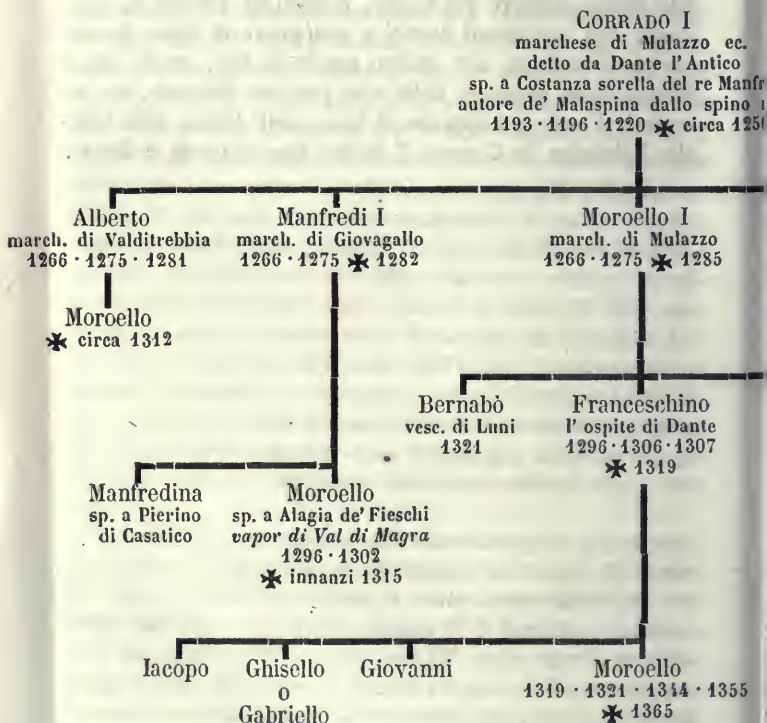 CORRADO I
marchese di Mulazzo ec.
detto da Dante l' Antico
sp. a Costanza sorella del re
autore de' Malaspina dallo spino
1193 · 1196 · 1220 ✠ circa
Alberto
march. di Valditrebbia
1266 · 1275 · 1281
Moroello
✠ circa 1312
Manfredi I
march. di Giovagallo
1266 · 1275 ✠ 1282
Moroello I
march. di Mulazzo
1266 · 1275 ✠ 1285
Bernabò
vesc. di Luni
1321
Franceschino
l' ospite di Dante
1296 · 1306 · 1307
✠ 1319
Manfredina
sp. a Pierino
di Casatico
Moroello
sp. a Alagia de' Fieschi
vapor di Val di Magra
1296 · 1302
✠ innanzi 1315
Iacopo
Ghisello
o
Gabriello
Giovanni
Moroello
1319 · 1321 · 1344 · 1355
✠ 1365